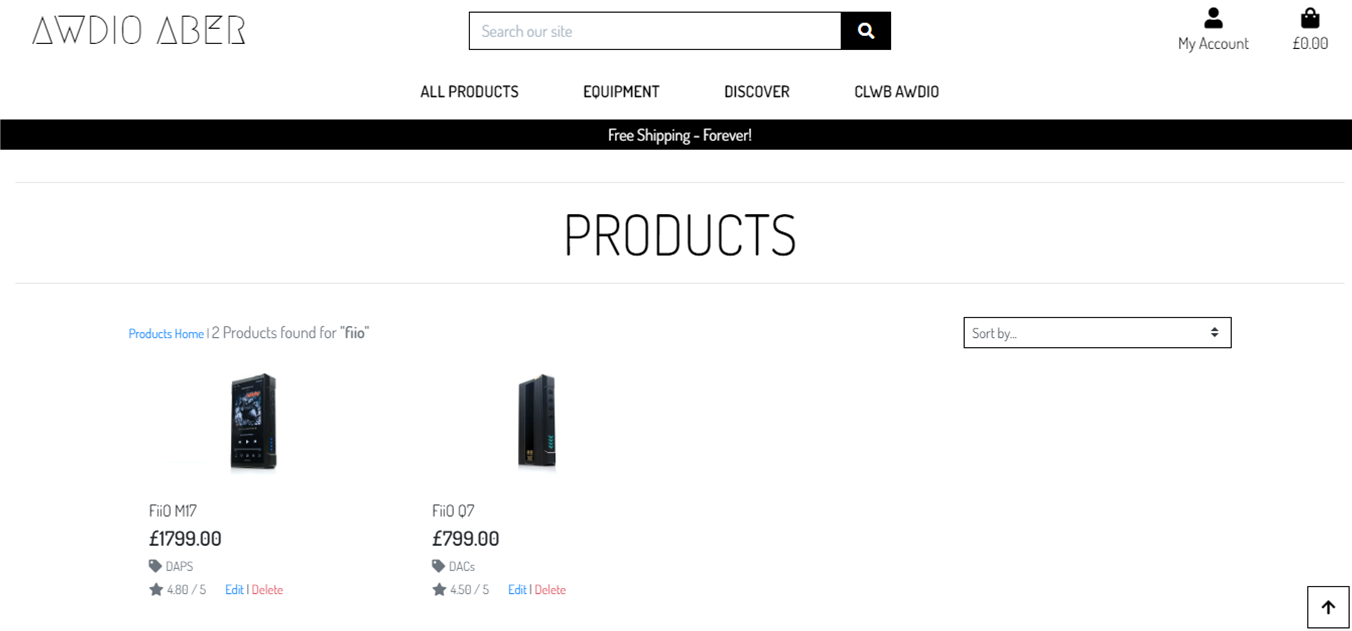 AWDIO ABER
Search our site
My Account
£0.00
ALL PRODUCTS EQUIPMENT DISCOVER CLWB AWDIO
Free Shipping - Forever!
PRODUCTS
Products Home | 2 Products found for "fiio"
Sort by...
FiiO M17
£1799.00
DAPS
4.80 / 5 Edit | Delete
FiiO Q7
£799.00
DACs
4.50 / 5 Edit | Delete